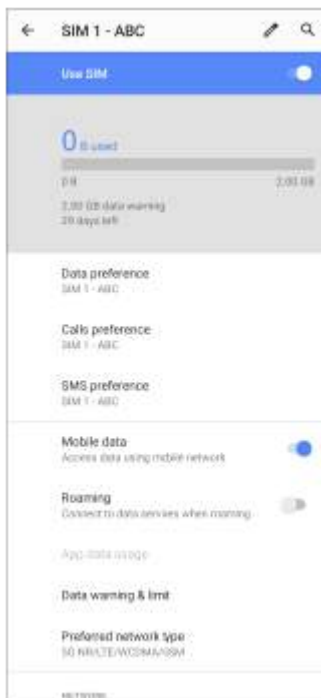 SIM 1 - ABC
Use SIM
0 B used
0 B
2.00 GB
2.00 GB data warning
29 days left
Data preference
SIM 1 - ABC
Calls preference
SIM 1 - ABC
SMS preference
SIM 1 - ABC
Mobile data
Access data using mobile network
Roaming
Connect to data services when roaming
App data usage
Data warning & limit
Preferred network type
5G NR/LTE/WCDMA/GSM
NETWORK